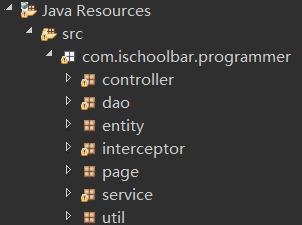 Java Resources
src
com.ischoolbar.programmer
controller
dao
entity
interceptor
page
service
util